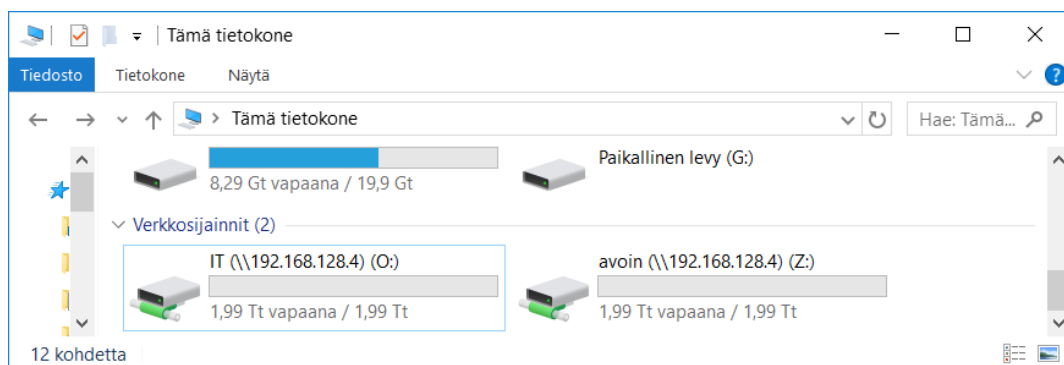 Tämä tietokone
Tiedosto Tietokone Näytä
Tämä tietokone Hae: Tämä...
Paikallinen levy (G:)
8,29 Gt vapaana / 19,9 Gt
Verkkosijainnit (2)
IT (\\192.168.128.4) (O:) avoin (\\192.168.128.4) (Z:)
1,99 Tt vapaana / 1,99 Tt 1,99 Tt vapaana / 1,99 Tt
12 kohdetta